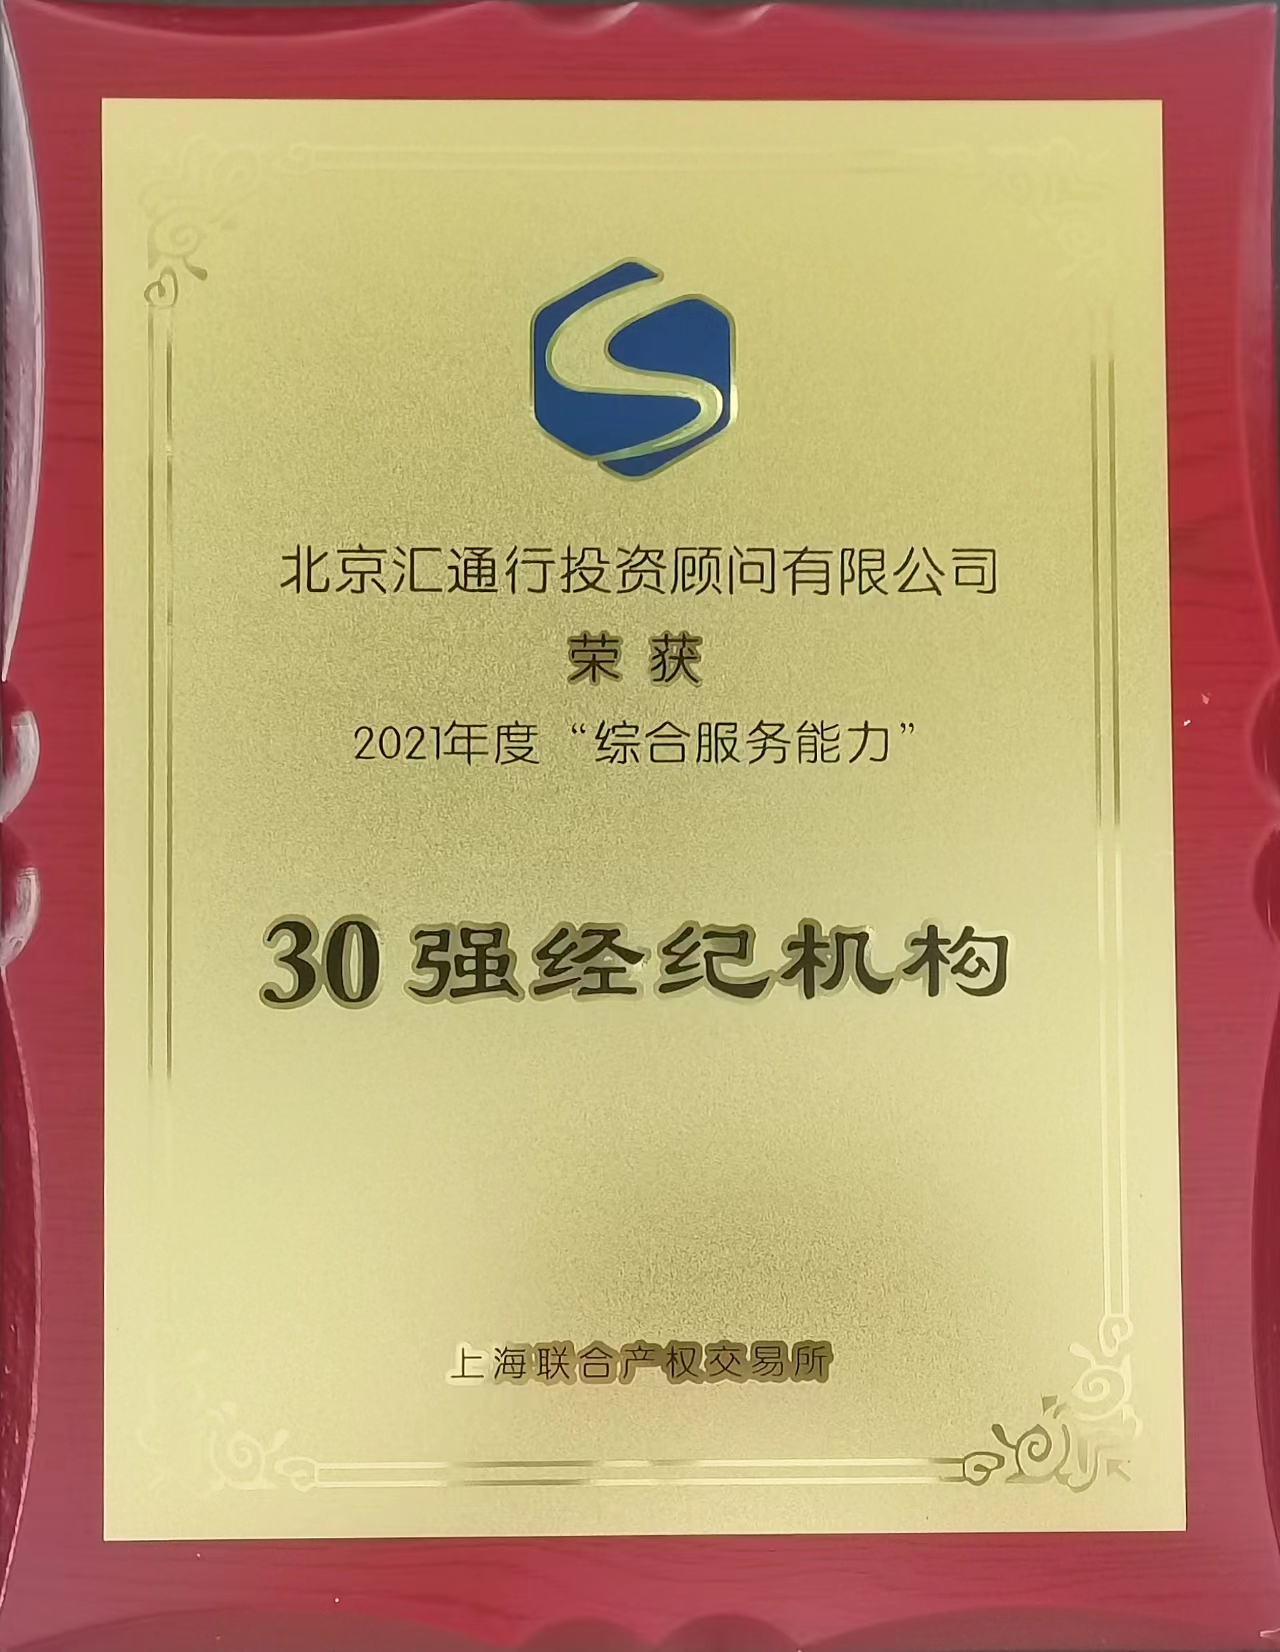 北京汇通行投资顾问有限公司
荣获
2021年度“综合服务能力”
30强经纪机构
上海联合产权交易所